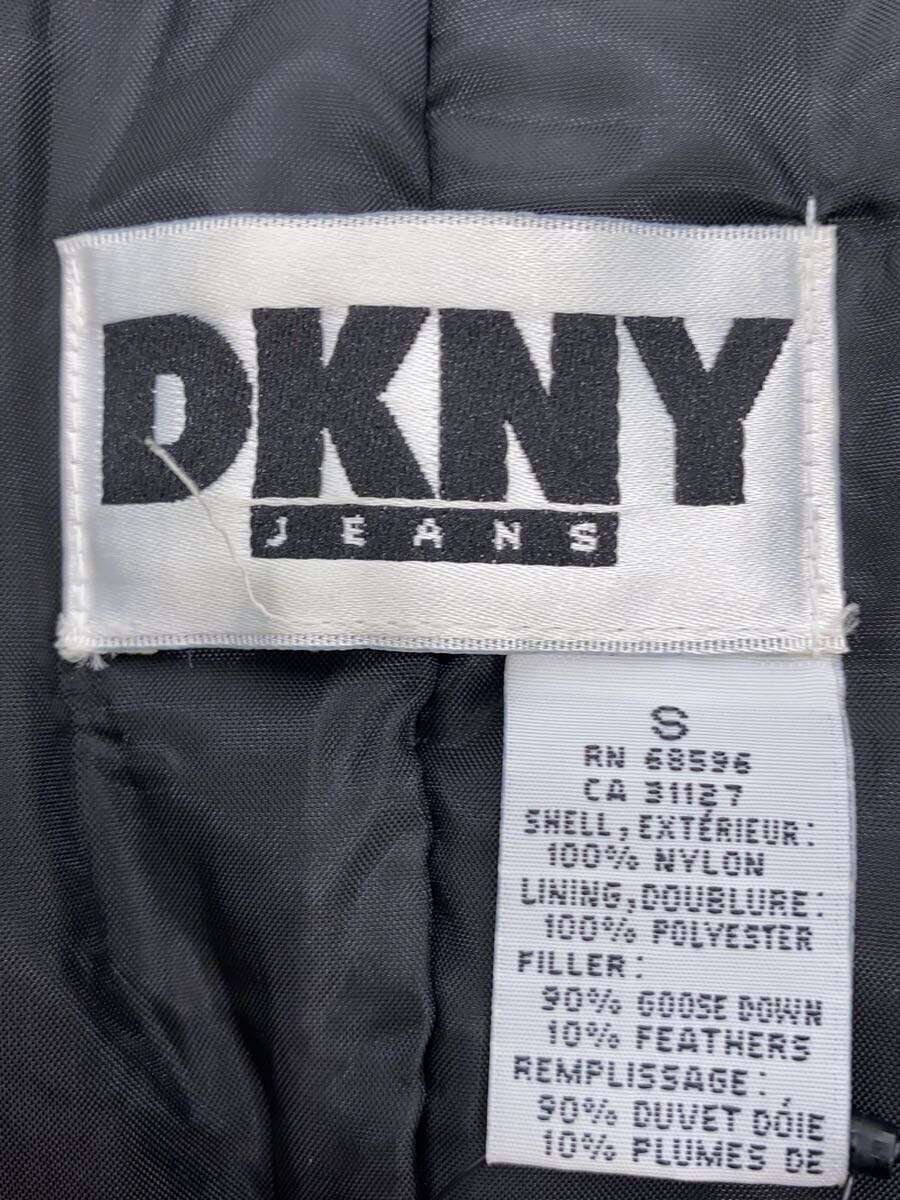 DKNY
JEANS
S
RN 68596
CA 31127
SHELL, EXTÉRIEUR:
100% NYLON
LINING, DOUBLURE:
100% POLYESTER
FILLER:
90% GOOSE DOWN
10% FEATHERS
REMPLISSAGE:
90% DUVET DÓIE
10% PLUMES DE